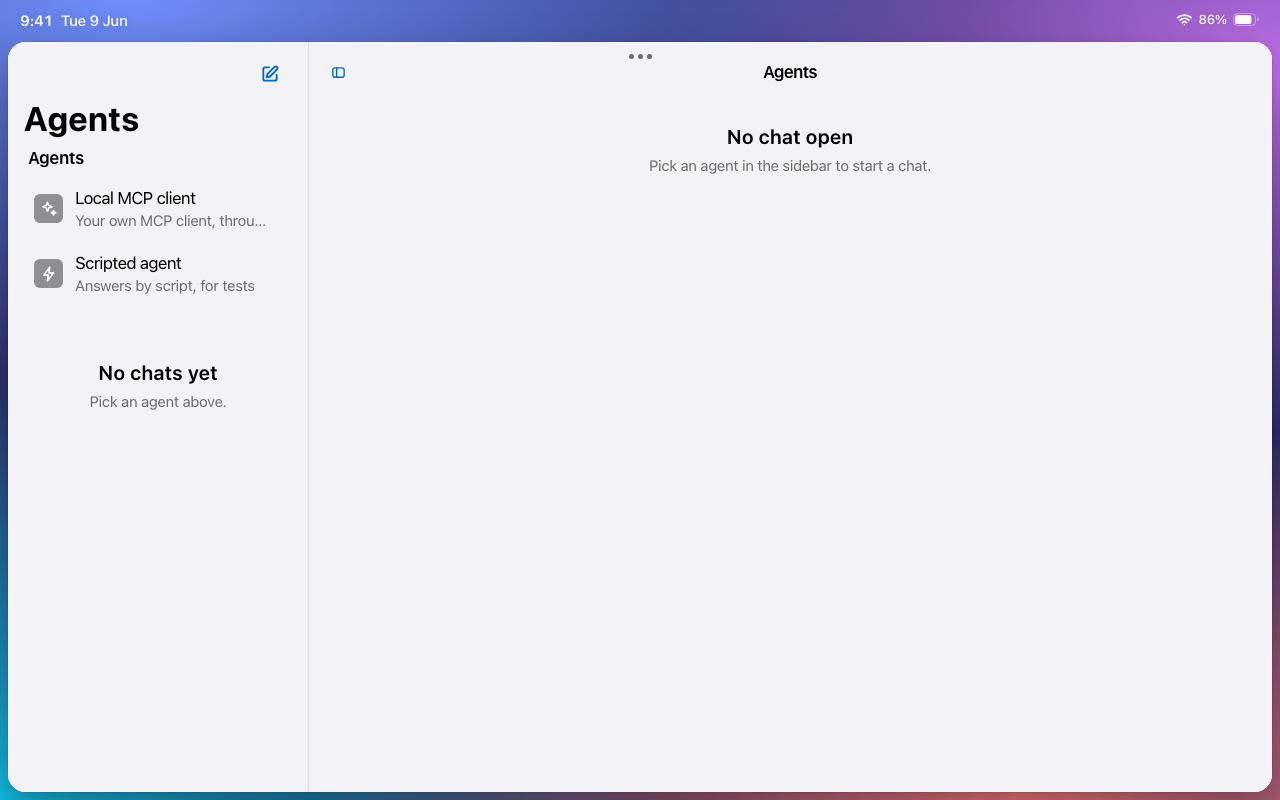 9:41 Tue 9 Jun
86%
Agents
Agents
Local MCP client
Your own MCP client, throu...
Scripted agent
Answers by script, for tests
No chats yet
Pick an agent above.
Agents
No chat open
Pick an agent in the sidebar to start a chat.